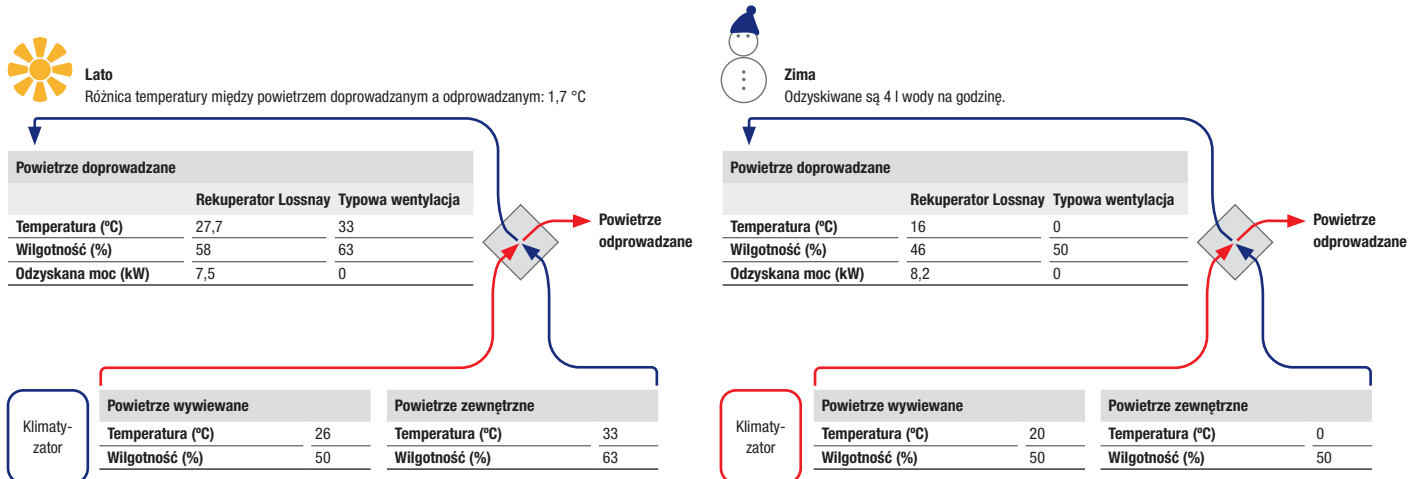 Lato
Różnica temperatury między powietrzem doprowadzanym a odprowadzanym: 1,7 °C
Powietrze doprowadzane
Rekuperator Lossnay Typowa wentylacja
Temperatura (ºC) 27,7 33
Wilgotność (%) 58 63
Odzyskana moc (kW) 7,5 0
Powietrze
odprowadzane
Klimaty-
zator
Powietrze wywiewane
Temperatura (ºC) 26
Wilgotność (%) 50
Powietrze zewnętrzne
Temperatura (ºC) 33
Wilgotność (%) 63
Zima
Odzyskiwane są 4 l wody na godzinę.
Powietrze doprowadzane
Rekuperator Lossnay Typowa wentylacja
Temperatura (ºC) 16 0
Wilgotność (%) 46 50
Odzyskana moc (kW) 8,2 0
Powietrze
odprowadzane
Klimaty-
zator
Powietrze wywiewane
Temperatura (ºC) 20
Wilgotność (%) 50
Powietrze zewnętrzne
Temperatura (ºC) 0
Wilgotność (%) 50